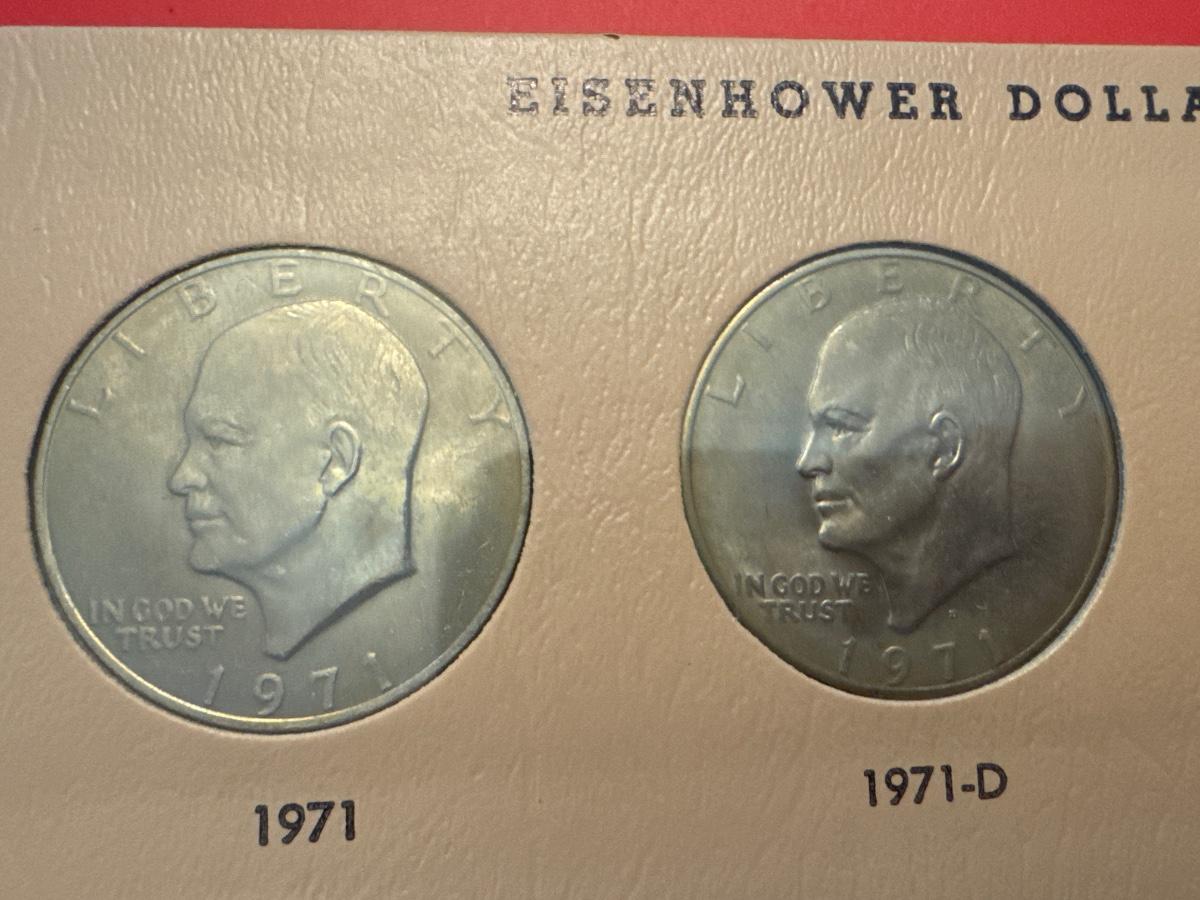 EISENHOWER DOLLA
LIBERTY
IN GOD WE
TRUST
1971
LIBERTY
IN GOD WE
TRUST
1971
1971
1971-D